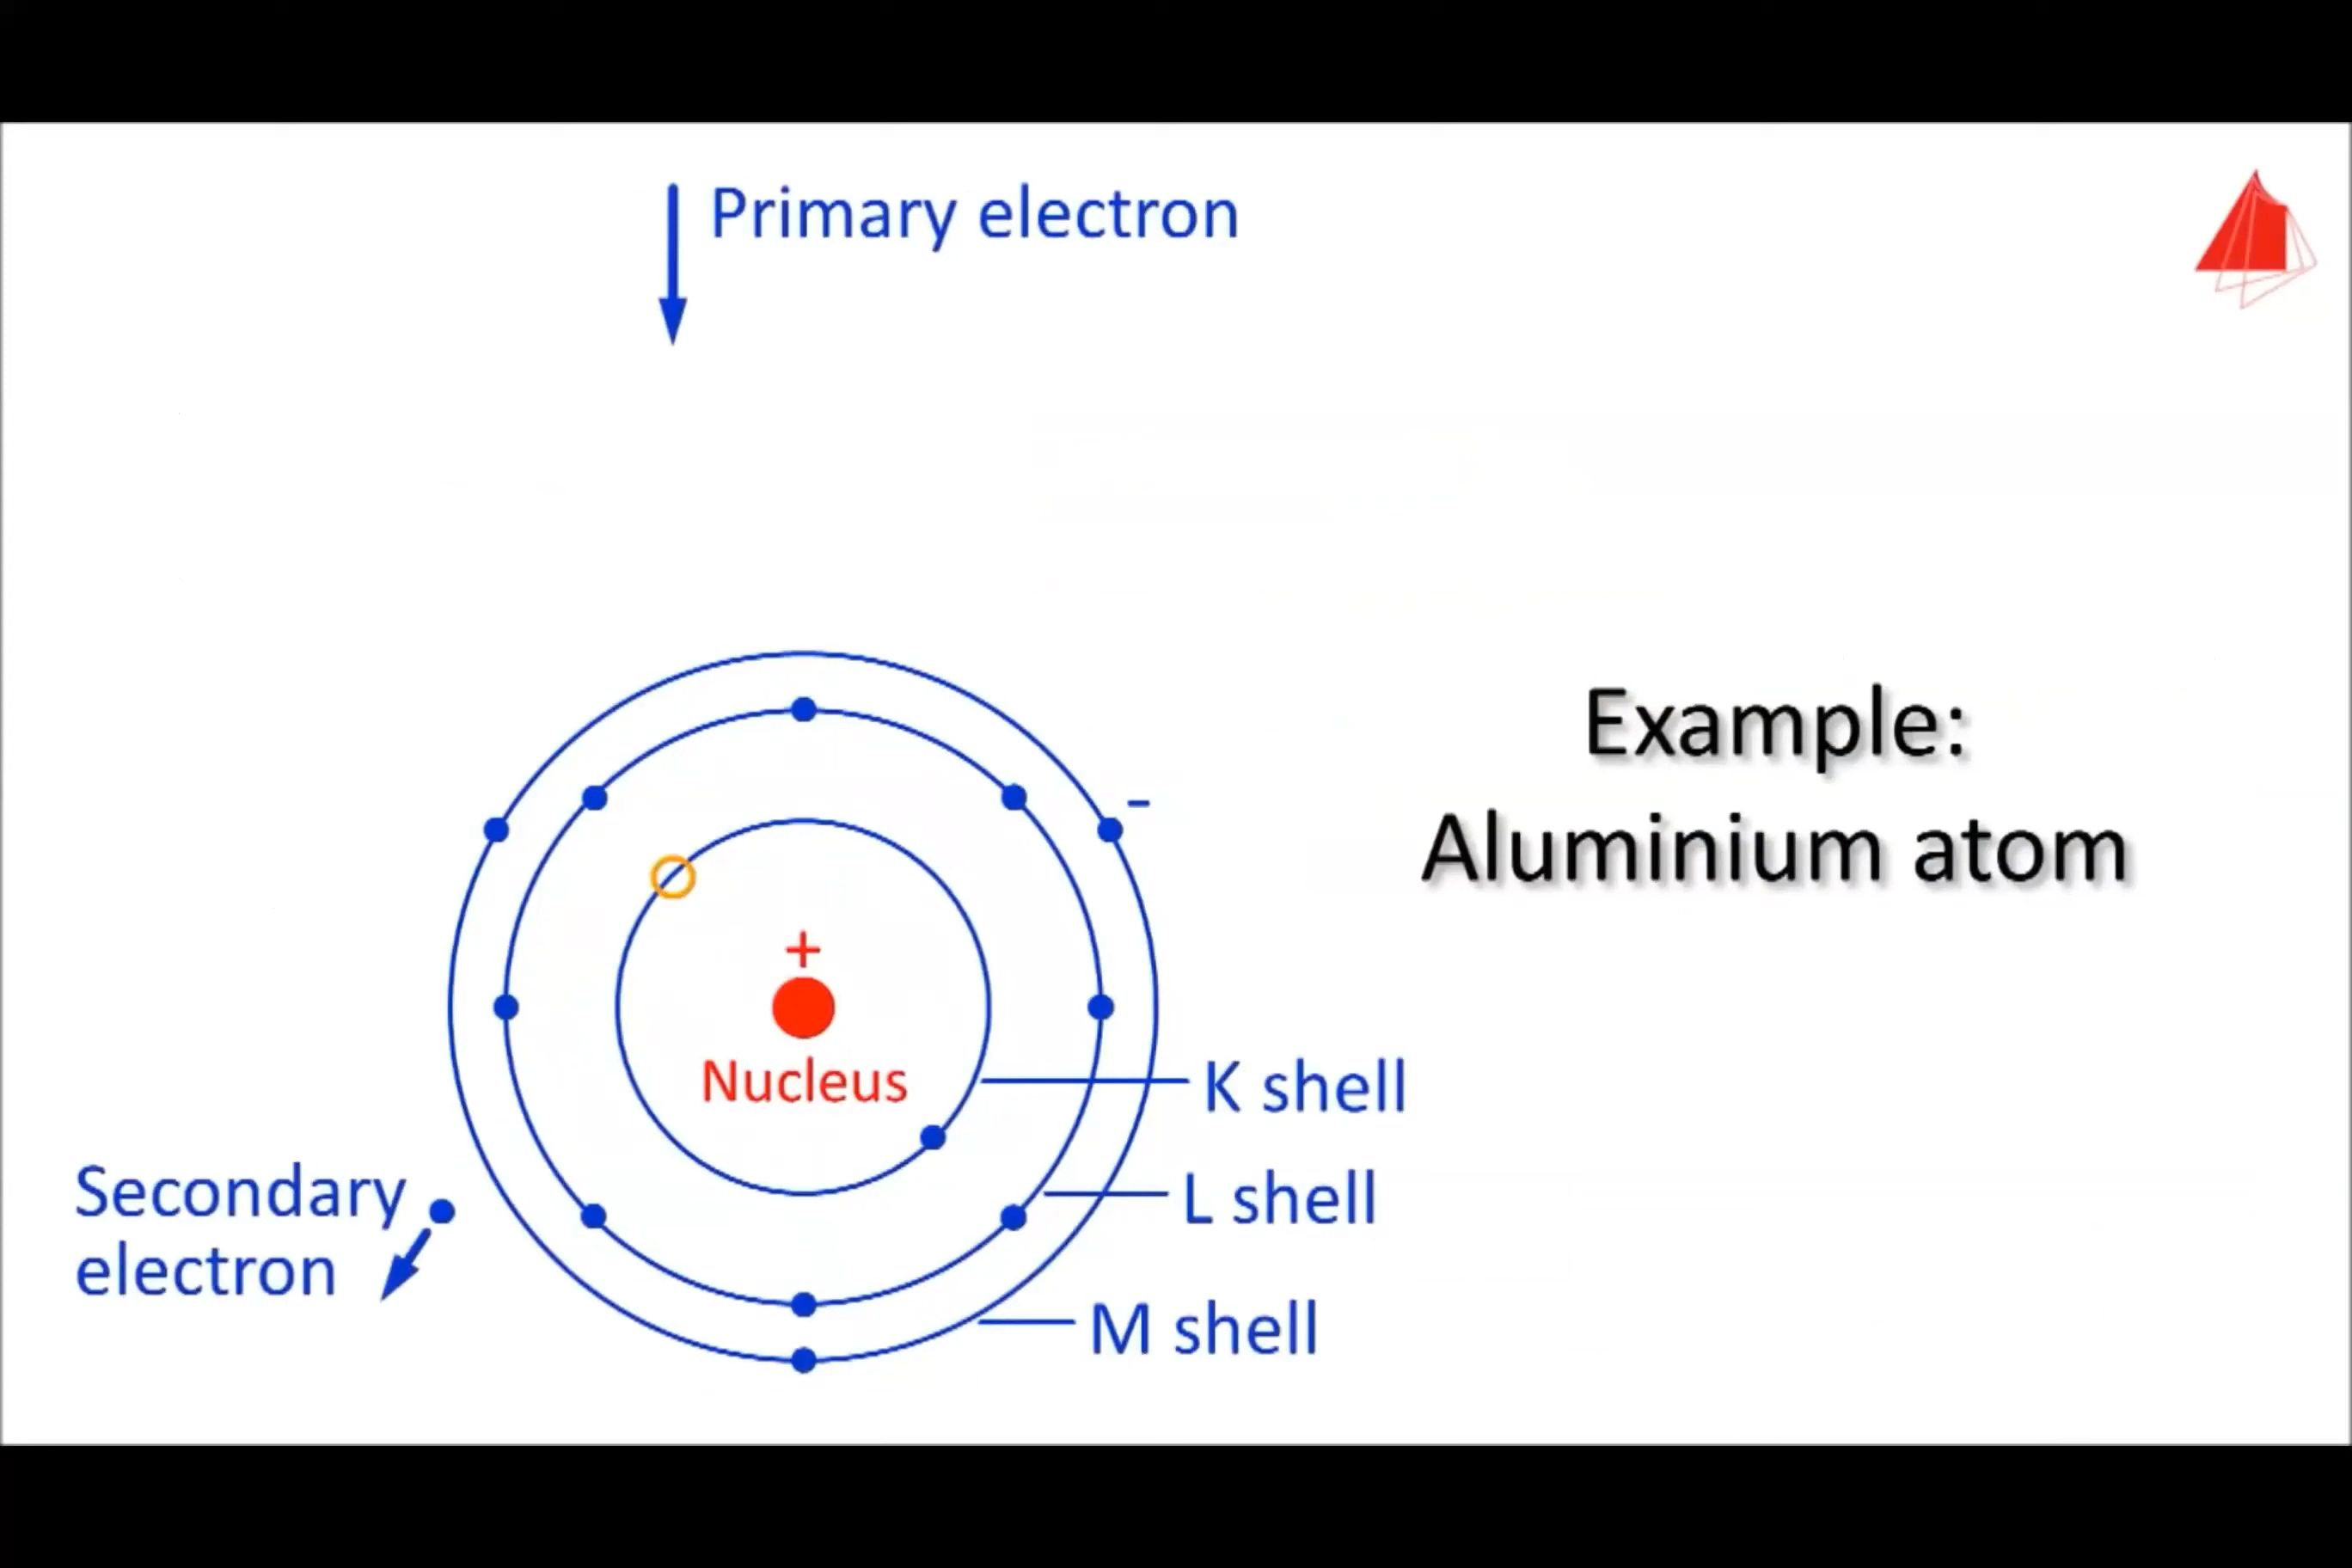 Primary electron
Example:
Aluminium atom
-
+
Nucleus
K shell
L shell
M shell
Secondary
electron